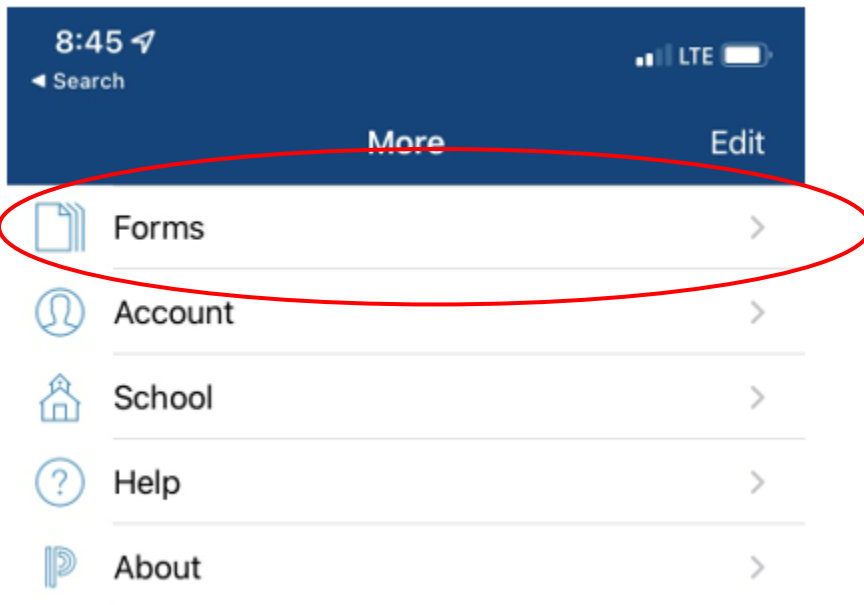 8:45
◀ Search
LTE
More
Edit
Forms
Account
School
Help
About